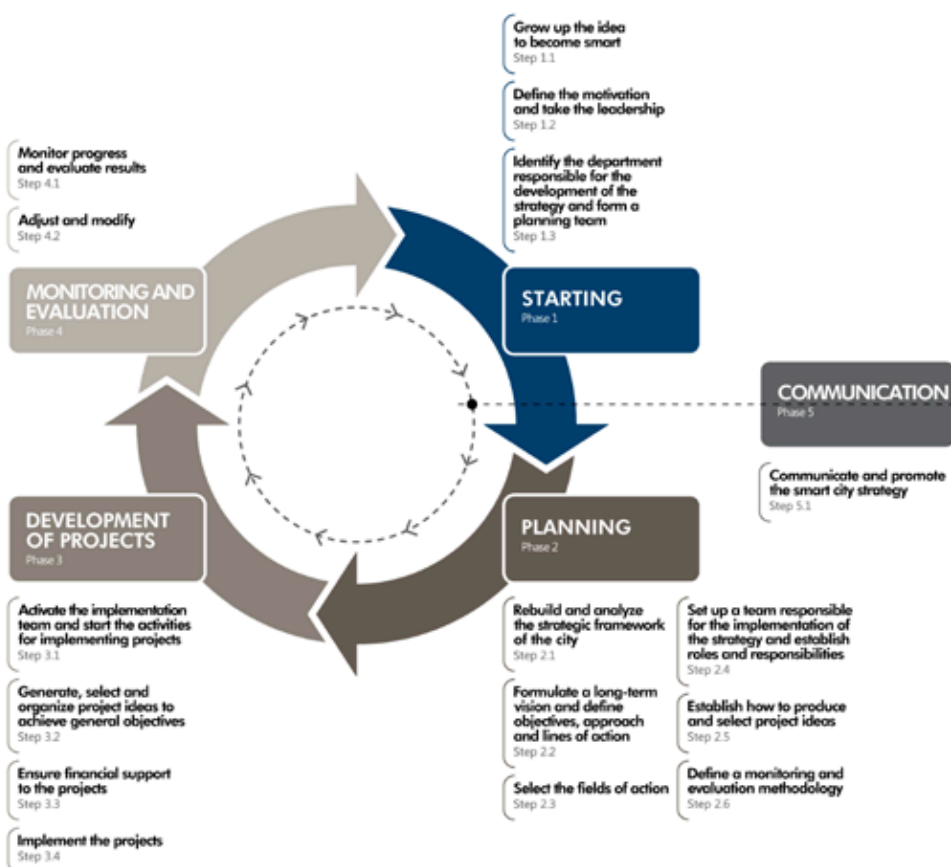 Grow up the idea
to become smart
Step 1.1
Define the motivation
and take the leadership
Step 1.2
Identify the department
responsible for the
development of the
strategy and form a
planning team
Step 1.3
STARTING
Phase 1
Monitor progress
and evaluate results
Step 4.1
Adjust and modify
Step 4.2
MONITORING AND
EVALUATION
Phase 4
COMMUNICATION
Phase 5
Communicate and promote
the smart city strategy
Step 5.1
PLANNING
Phase 2
Rebuild and analyze
the strategic framework
of the city
Step 2.1
Formulate a long-term
vision and define
objectives, approach
and lines of action
Step 2.2
Select the fields of action
Step 2.3
Set up a team responsible
for the implementation of
the strategy and establish
roles and responsibilities
Step 2.4
Establish how to produce
and select project ideas
Step 2.5
Define a monitoring and
evaluation methodology
Step 2.6
DEVELOPMENT
OF PROJECTS
Phase 3
Activate the implementation
team and start the activities
for implementing projects
Step 3.1
Generate, select and
organize project ideas to
achieve general objectives
Step 3.2
Ensure financial support
to the projects
Step 3.3
Implement the projects
Step 3.4